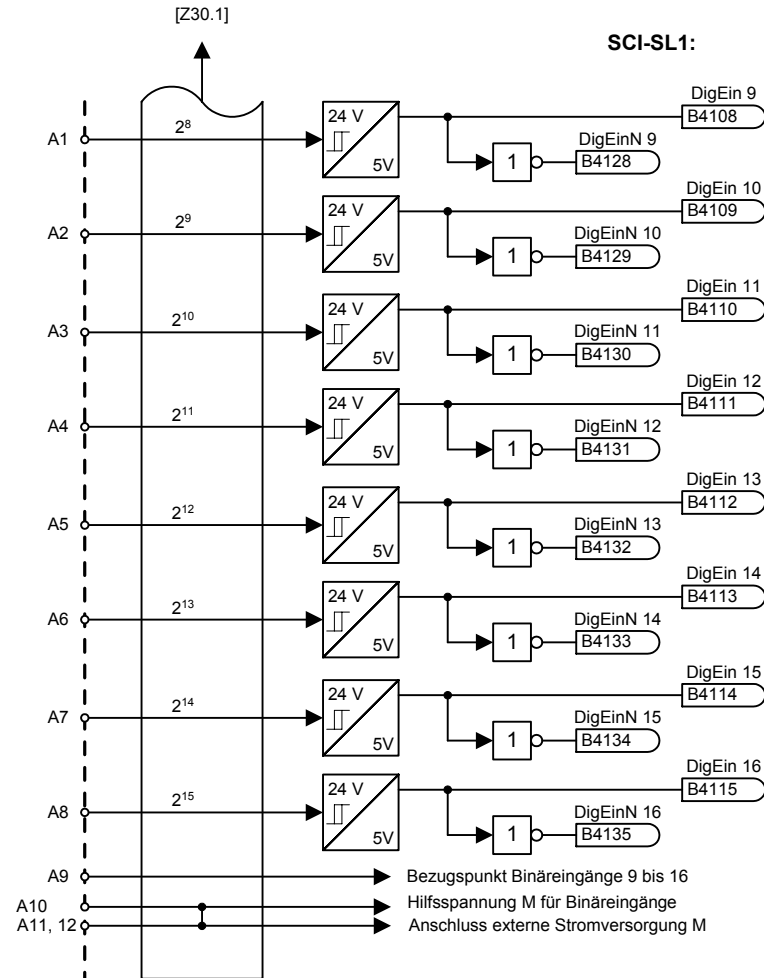 [Z30.1]
SCI-SL1:
A1
2⁸
24 V
5V
DigEin 9
B4108
1
DigEinN 9
B4128
A2
2⁹
24 V
5V
DigEin 10
B4109
1
DigEinN 10
B4129
A3
2¹⁰
24 V
5V
DigEin 11
B4110
1
DigEinN 11
B4130
A4
2¹¹
24 V
5V
DigEin 12
B4111
1
DigEinN 12
B4131
A5
2¹²
24 V
5V
DigEin 13
B4112
1
DigEinN 13
B4132
A6
2¹³
24 V
5V
DigEin 14
B4113
1
DigEinN 14
B4133
A7
2¹⁴
24 V
5V
DigEin 15
B4114
1
DigEinN 15
B4134
A8
2¹⁵
24 V
5V
DigEin 16
B4115
1
DigEinN 16
B4135
A9 Bezugspunkt Binäreingänge 9 bis 16
A10 Hilfsspannung M für Binäreingänge
A11, 12 Anschluss externe Stromversorgung M